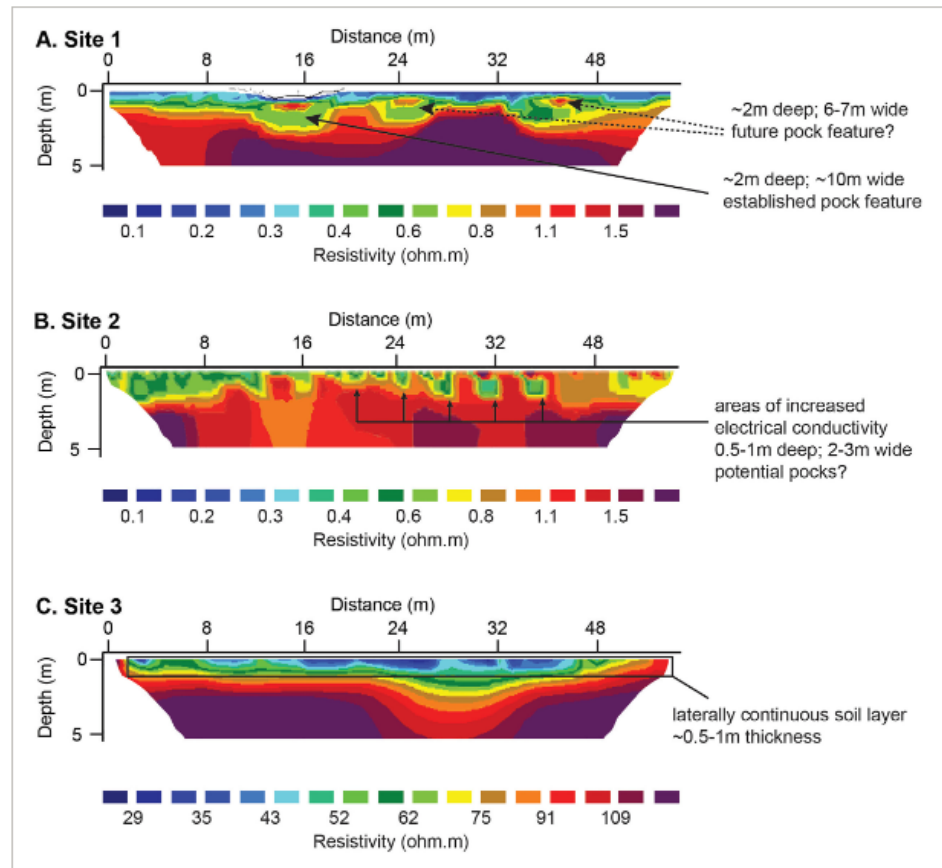 A. Site 1
Distance (m)
0 8 16 24 32 48
Depth (m)
0
5
~2m deep; 6-7m wide
future pock feature?
~2m deep; ~10m wide
established pock feature
0.1 0.2 0.3 0.4 0.6 0.8 1.1 1.5
Resistivity (ohm.m)
B. Site 2
Distance (m)
0 8 16 24 32 48
Depth (m)
0
5
areas of increased
electrical conductivity
0.5-1m deep; 2-3m wide
potential pocks?
0.1 0.2 0.3 0.4 0.6 0.8 1.1 1.5
Resistivity (ohm.m)
C. Site 3
Distance (m)
0 8 16 24 32 48
Depth (m)
0
5
laterally continuous soil layer
~0.5-1m thickness
29 35 43 52 62 75 91 109
Resistivity (ohm.m)